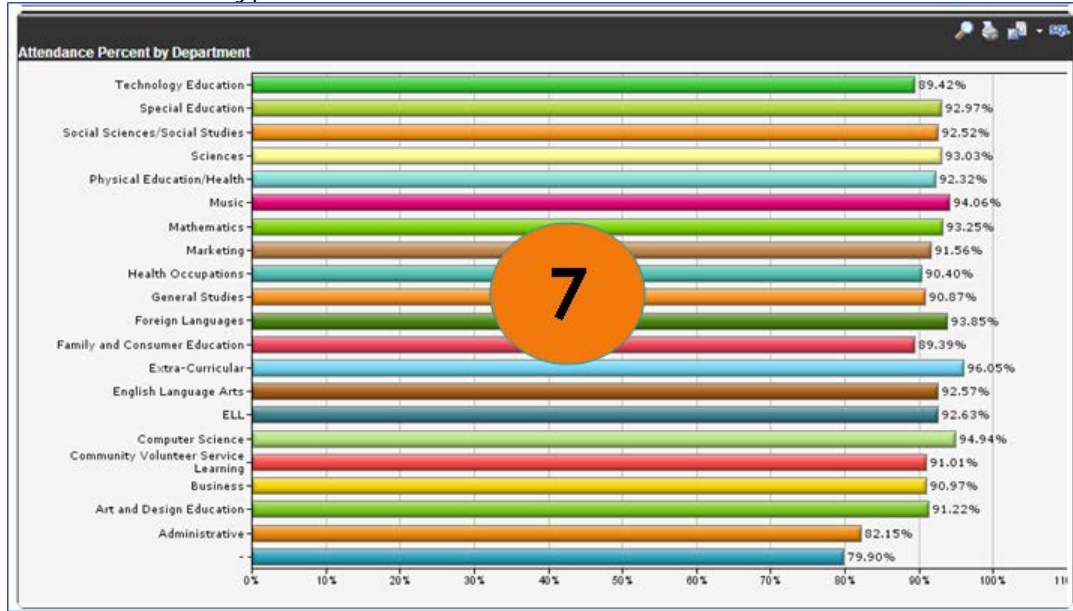 SQL
Attendance Percent by Department
Technology Education 89.42%
Special Education 92.97%
Social Sciences/Social Studies 92.52%
Sciences 93.03%
Physical Education/Health 92.32%
Music 94.06%
Mathematics 93.25%
Marketing 91.56%
Health Occupations 90.40%
General Studies 90.87%
7
Foreign Languages 93.85%
Family and Consumer Education 89.39%
Extra-Curricular 96.05%
English Language Arts 92.57%
ELL 92.63%
Computer Science 94.94%
Community Volunteer Service
Learning 91.01%
Business 90.97%
Art and Design Education 91.22%
Administrative 82.15%
- 79.90%
0% 10% 20% 30% 40% 50% 60% 70% 80% 90% 100%